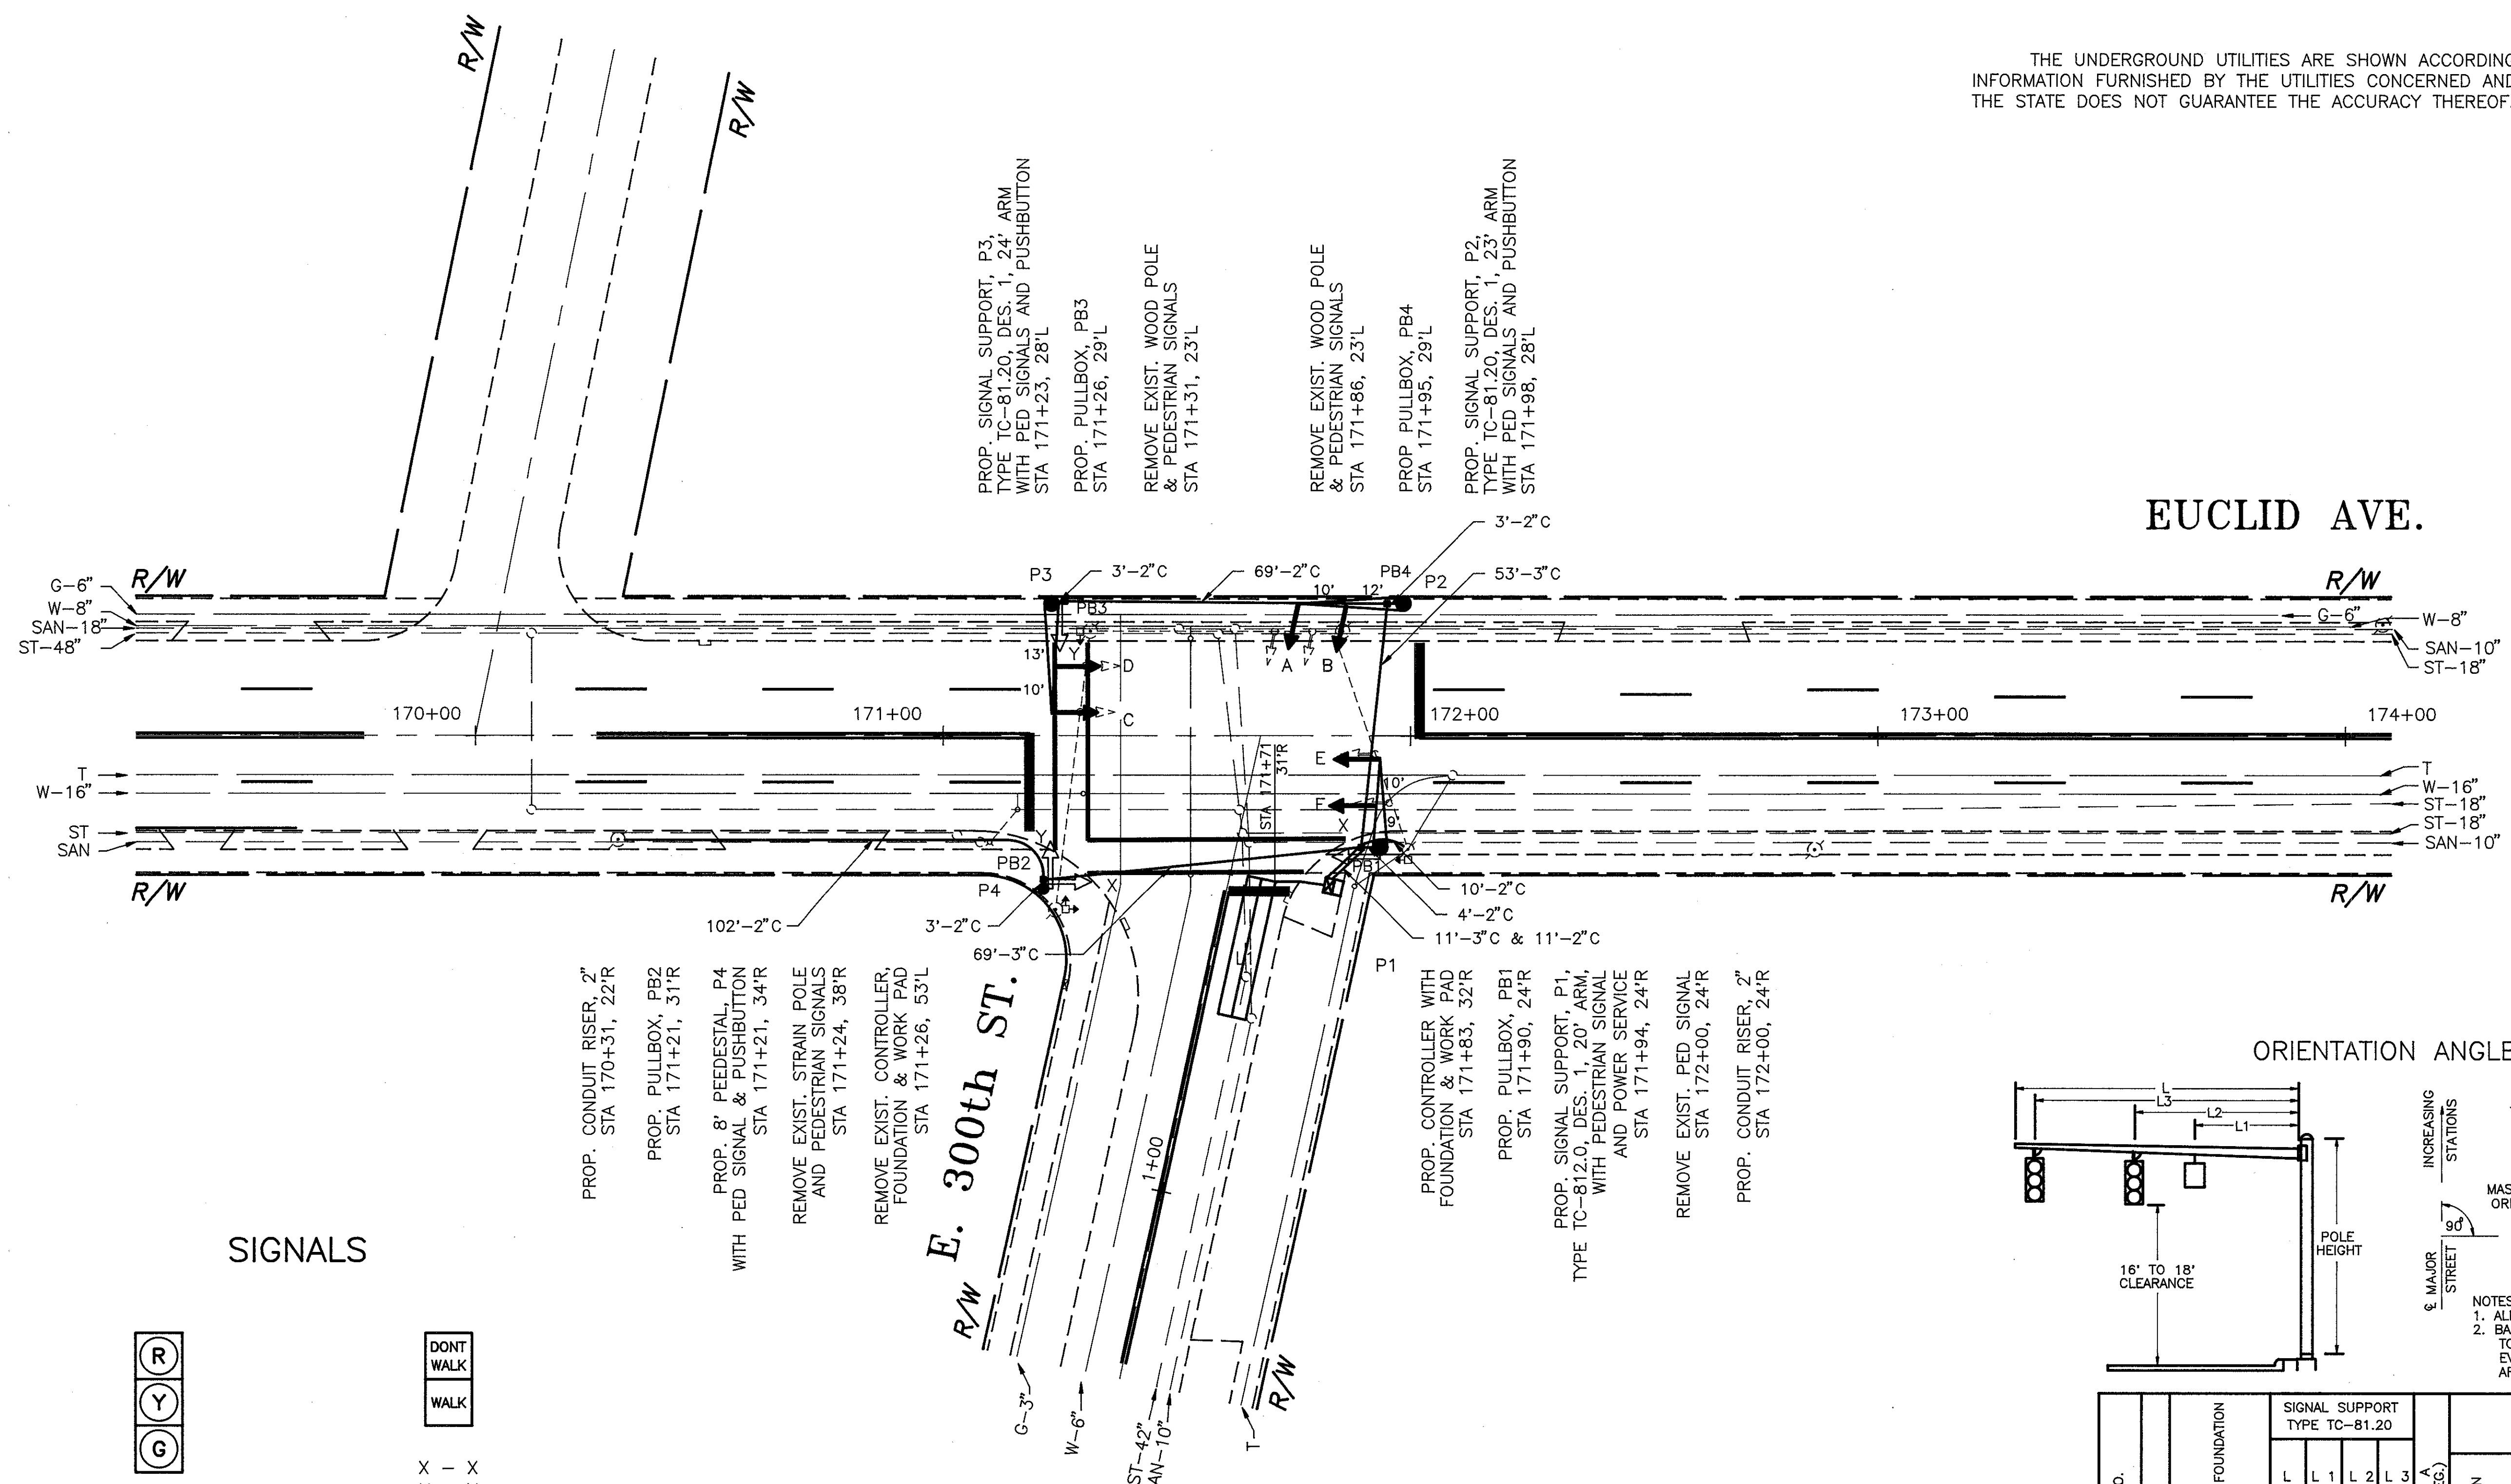 THE UNDERGROUND UTILITIES ARE SHOWN ACCORDING
INFORMATION FURNISHED BY THE UTILITIES CONCERNED AND
THE STATE DOES NOT GUARANTEE THE ACCURACY THEREOF.
R/W
R/W
PROP. SIGNAL SUPPORT, P3,
TYPE TC-81.20, DES. 1, 24' ARM
WITH PED SIGNALS AND PUSHBUTTON
STA 171+23, 28'L
PROP. PULLBOX, PB3
STA 171+26, 29'L
REMOVE EXIST. WOOD POLE
& PEDESTRIAN SIGNALS
STA 171+31, 23'L
REMOVE EXIST. WOOD POLE
& PEDESTRIAN SIGNALS
STA 171+86, 23'L
PROP PULLBOX, PB4
STA 171+95, 29'L
PROP. SIGNAL SUPPORT, P2,
TYPE TC-81.20, DES. 1, 23' ARM
WITH PED SIGNALS AND PUSHBUTTON
STA 171+98, 28'L
EUCLID AVE.
3'-2"C
53'-3"C
69'-2"C
3'-2"C
P3
PB3
PB4
P2
10'
12'
R/W
R/W
G-6"
W-8"
SAN-18"
ST-48"
G-6"
W-8"
SAN-10"
ST-18"
X
Y
13'
10'
D
C
A
B
170+00
171+00
172+00
173+00
174+00
E
F
10'
9'
STA 171+71
31'R
T
W-16"
ST
SAN
T
W-16"
ST-18"
ST-18"
SAN-10"
Y
X
X
PB2
P4
PB1
R/W
R/W
102'-2"C
3'-2"C
69'-3"C
10'-2"C
4'-2"C
11'-3"C & 11'-2"C
P1
L1
PROP. CONDUIT RISER, 2"
STA 170+31, 22'R
PROP. PULLBOX, PB2
STA 171+21, 31'R
PROP. 8' PEEDESTAL, P4
WITH PED SIGNAL & PUSHBUTTON
STA 171+21, 34'R
REMOVE EXIST. STRAIN POLE
AND PEDESTRIAN SIGNALS
STA 171+24, 38'R
REMOVE EXIST. CONTROLLER,
FOUNDATION & WORK PAD
STA 171+26, 53'L
E. 300th ST.
1+00
PROP. CONTROLLER WITH
FOUNDATION & WORK PAD
STA 171+83, 32'R
PROP. PULLBOX, PB1
STA 171+90, 24'R
PROP. SIGNAL SUPPORT, P1,
TYPE TC-812.0, DES. 1, 20' ARM,
WITH PEDESTRIAN SIGNAL
AND POWER SERVICE
STA 171+94, 24'R
REMOVE EXIST. PED SIGNAL
STA 172+00, 24'R
PROP. CONDUIT RISER, 2"
STA 172+00, 24'R
R/W
R/W
G-3"
W-6"
ST-42"
AN-10"
T
ORIENTATION ANGLE
L
L3
L2
L1
16' TO 18'
CLEARANCE
POLE
HEIGHT
INCREASING
STATIONS
90°
MAJOR
STREET
MAS
ORI
NOTES
1. ALL
2. BA
TO
EV
AF
FOUNDATION
SIGNAL SUPPORT
TYPE TC-81.20
L
L 1
L 2
L 3
SIGNALS
R
Y
G
DONT
WALK
WALK
X - X